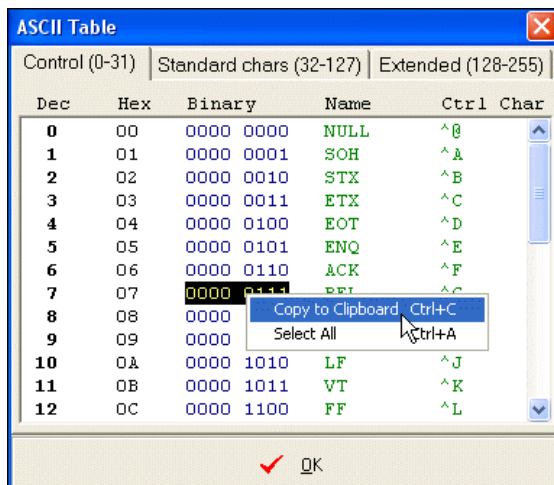 ASCII Table
Control (0-31) Standard chars (32-127) Extended (128-255)
Dec Hex Binary Name Ctrl Char
0 00 0000 0000 NULL ^@
1 01 0000 0001 SOH ^A
2 02 0000 0010 STX ^B
3 03 0000 0011 ETX ^C
4 04 0000 0100 EOT ^D
5 05 0000 0101 ENQ ^E
6 06 0000 0110 ACK ^F
7 07 0000 0111 BEL ^G
Copy to Clipboard Ctrl+C
8 08 0000
Select All Ctrl+A
9 09 0000
10 0A 0000 1010 LF ^J
11 0B 0000 1011 VT ^K
12 0C 0000 1100 FF ^L
OK